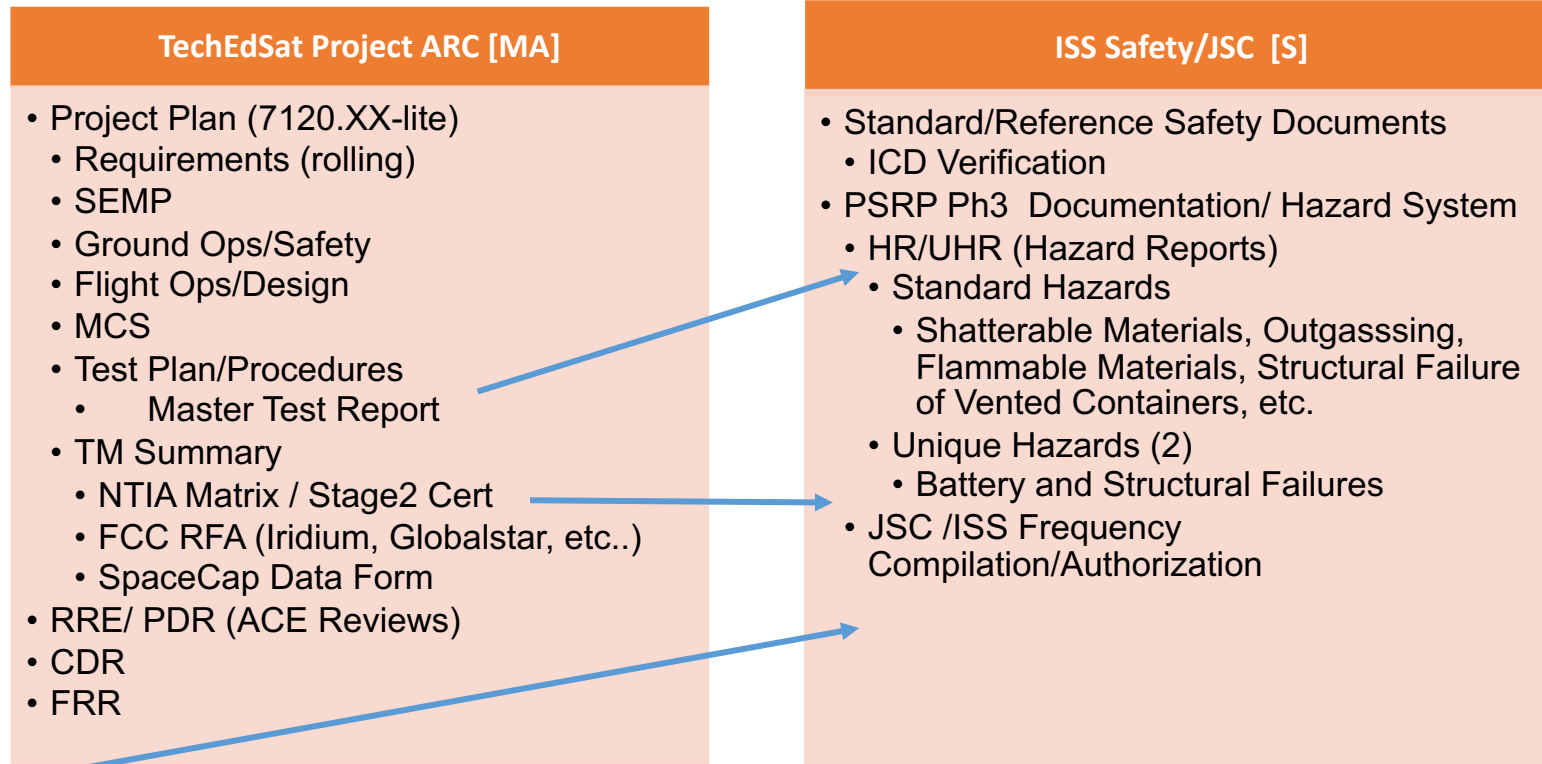 TechEdSat Project ARC [MA]
• Project Plan (7120.XX-lite)
• Requirements (rolling)
• SEMP
• Ground Ops/Safety
• Flight Ops/Design
• MCS
• Test Plan/Procedures
• Master Test Report
• TM Summary
• NTIA Matrix / Stage2 Cert
• FCC RFA (Iridium, Globalstar, etc..)
• SpaceCap Data Form
• RRE/ PDR (ACE Reviews)
• CDR
• FRR
ISS Safety/JSC [S]
• Standard/Reference Safety Documents
• ICD Verification
• PSRP Ph3 Documentation/ Hazard System
• HR/UHR (Hazard Reports)
• Standard Hazards
• Shatterable Materials, Outgasssing,
Flammable Materials, Structural Failure
of Vented Containers, etc.
• Unique Hazards (2)
• Battery and Structural Failures
• JSC /ISS Frequency
Compilation/Authorization